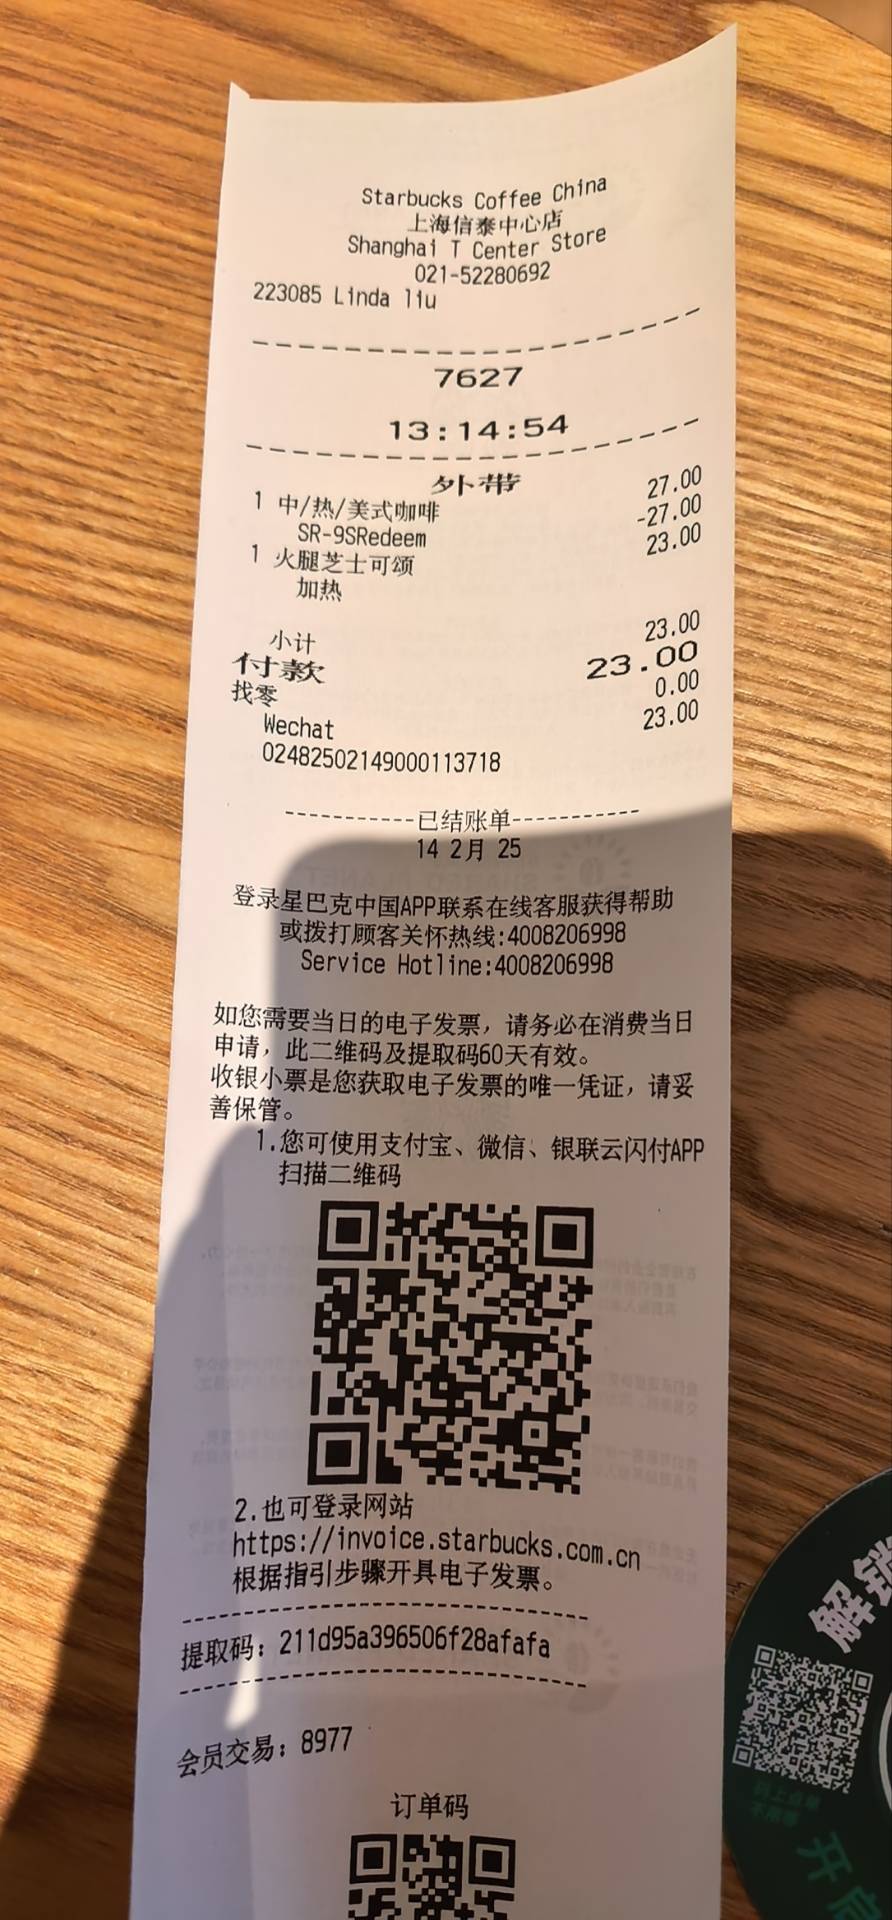 Starbucks Coffee China
上海信泰中心店
Shanghai T Center Store
021-52280692
223085 Linda liu
7627
13:14:54
外带
1 中/热/美式咖啡 27.00
SR-9SRedeem -27.00
1 火腿芝士可颂 23.00
加热
小计 23.00
付款 23.00
找零 0.00
Wechat 23.00
02482502149000113718
-----------已结账单-----------
14 2月 25
登录星巴克中国APP联系在线客服获得帮助
或拨打顾客关怀热线:4008206998
Service Hotline:4008206998
如您需要当日的电子发票，请务必在消费当日
申请，此二维码及提取码60天有效。
收银小票是您获取电子发票的唯一凭证，请妥
善保管。
1.您可使用支付宝、微信、银联云闪付APP
扫描二维码
2.也可登录网站
https://invoice.starbucks.com.cn
根据指引步骤开具电子发票。
提取码：211d95a396506f28afafa
会员交易：8977
订单码
解锁
开启